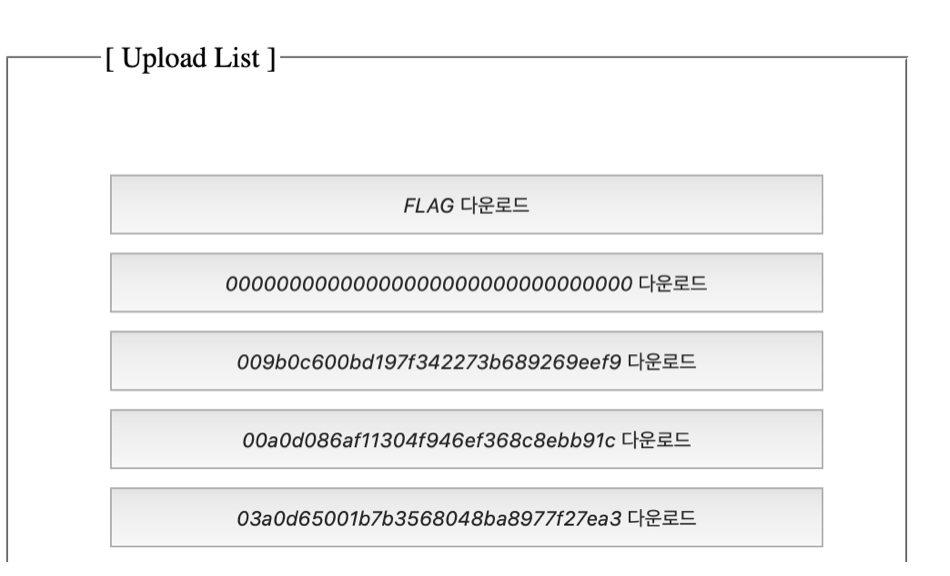 [ Upload List ]
FLAG 다운로드
00000000000000000000000000000000 다운로드
009b0c600bd197f342273b689269eef9 다운로드
00a0d086af11304f946ef368c8ebb91c 다운로드
03a0d65001b7b3568048ba8977f27ea3 다운로드